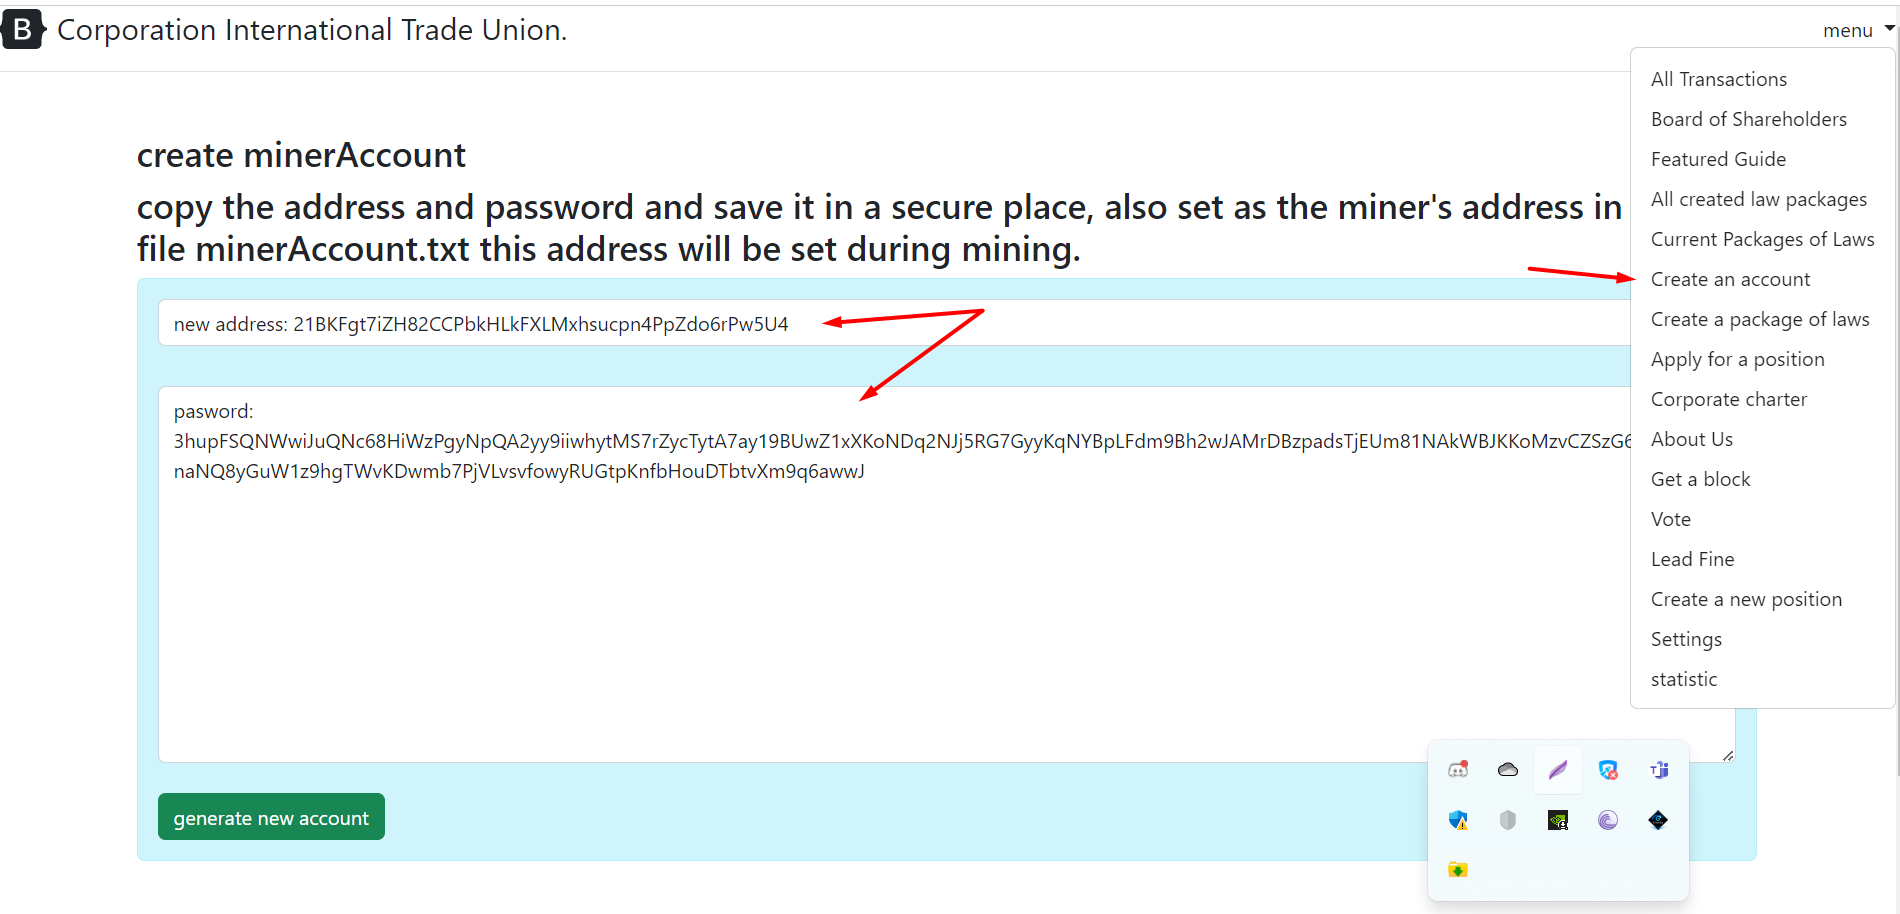 B Corporation International Trade Union.
menu
All Transactions
Board of Shareholders
Featured Guide
All created law packages
Current Packages of Laws
Create an account
Create a package of laws
Apply for a position
Corporate charter
About Us
Get a block
Vote
Lead Fine
Create a new position
Settings
statistic
create minerAccount
copy the address and password and save it in a secure place, also set as the miner's address in
file minerAccount.txt this address will be set during mining.
new address: 21BKFgt7iZH82CCPbkHLkFXLMxhsucpn4PpZdo6rPw5U4
pasword:
3hupFSQNWwiJuQNc68HiWzPgyNpQA2yy9iiwhytMS7rZycTytA7ay19BUwZ1xXKoNDq2NJj5RG7GyyKqNYBpLFdm9Bh2wJAMrDBzpadsTjEUm81NAkWBJKKoMzvCZSzG6
naNQ8yGuW1z9hgTWvKDwmb7PjVLvsvfowyRUGtpKnfbHouDTbtvXm9q6awwJ
generate new account